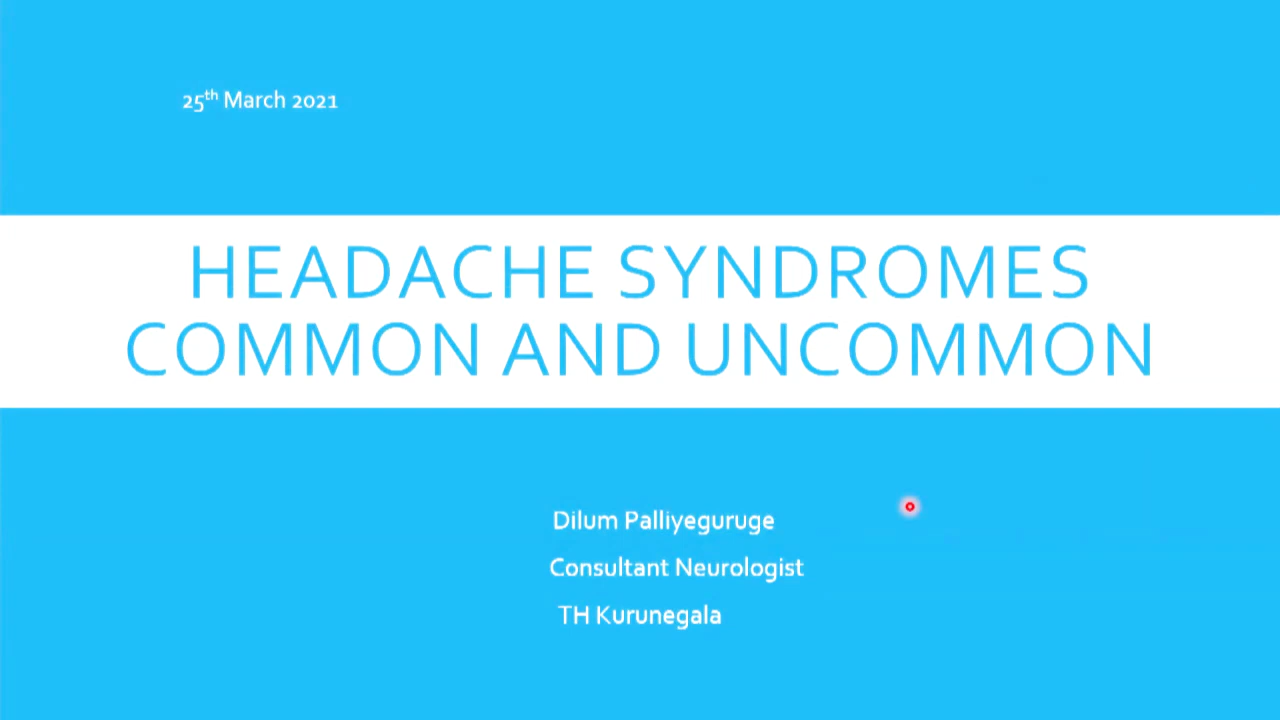 25th March 2021
HEADACHE SYNDROMES
COMMON AND UNCOMMON
Dilum Palliyeguruge
Consultant Neurologist
TH Kurunegala